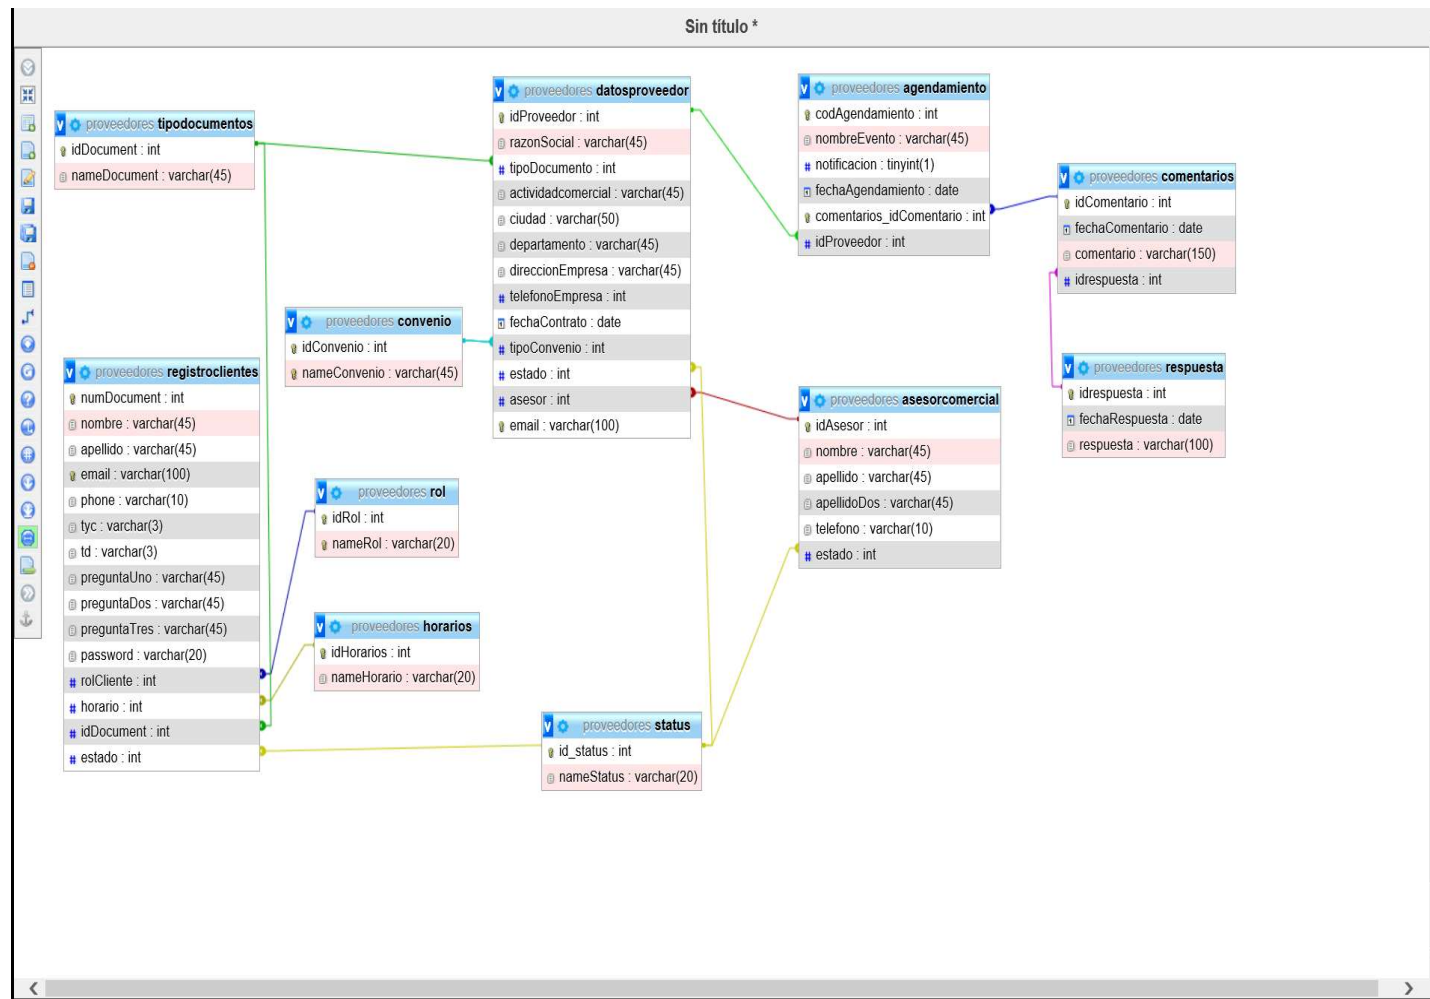 Sin título *
proveedores tipodocumentos
idDocument : int
nameDocument : varchar(45)
proveedores datosproveedor
idProveedor : int
razonSocial : varchar(45)
tipoDocumento : int
actividadcomercial : varchar(45)
ciudad : varchar(50)
departamento : varchar(45)
direccionEmpresa : varchar(45)
telefonoEmpresa : int
fechaContrato : date
tipoConvenio : int
estado : int
asesor : int
email : varchar(100)
proveedores agendamiento
codAgendamiento : int
nombreEvento : varchar(45)
notificacion : tinyint(1)
fechaAgendamiento : date
comentarios_idComentario : int
idProveedor : int
proveedores comentarios
idComentario : int
fechaComentario : date
comentario : varchar(150)
idrespuesta : int
proveedores convenio
idConvenio : int
nameConvenio : varchar(45)
proveedores registroclientes
numDocument : int
nombre : varchar(45)
apellido : varchar(45)
email : varchar(100)
phone : varchar(10)
tyc : varchar(3)
td : varchar(3)
preguntaUno : varchar(45)
preguntaDos : varchar(45)
preguntaTres : varchar(45)
password : varchar(20)
rolCliente : int
horario : int
idDocument : int
estado : int
proveedores respuesta
idrespuesta : int
fechaRespuesta : date
respuesta : varchar(100)
proveedores asesorcomercial
idAsesor : int
nombre : varchar(45)
apellido : varchar(45)
apellidoDos : varchar(45)
telefono : varchar(10)
estado : int
proveedores rol
idRol : int
nameRol : varchar(20)
proveedores horarios
idHorarios : int
nameHorario : varchar(20)
proveedores status
id_status : int
nameStatus : varchar(20)